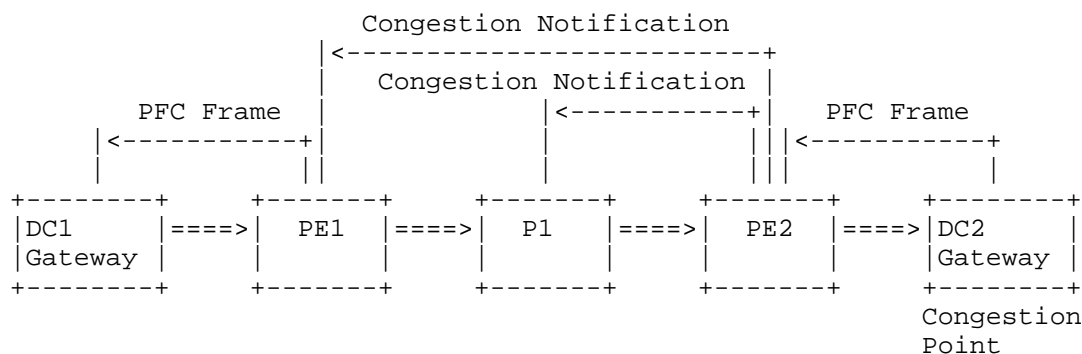 Congestion Notification
Congestion Notification
PFC Frame PFC Frame
DC1 PE1 P1 PE2 DC2
Gateway Gateway
Congestion
Point